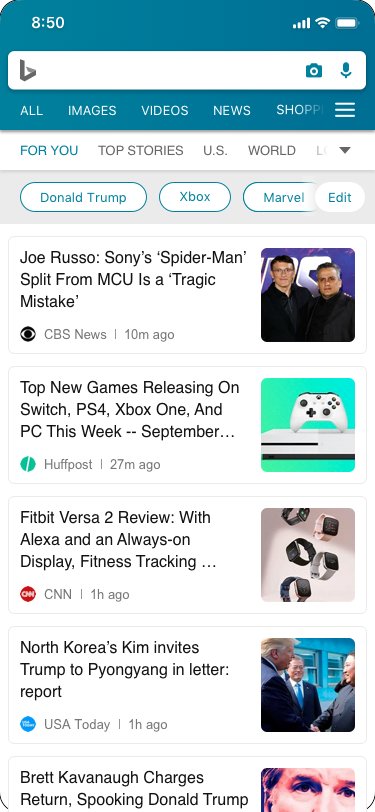 8:50
ALL IMAGES VIDEOS NEWS SHOPP
FOR YOU TOP STORIES U.S. WORLD
Donald Trump Xbox Marvel Edit
Joe Russo: Sony’s ‘Spider-Man’
Split From MCU Is a ‘Tragic
Mistake’
CBS News | 10m ago
Top New Games Releasing On
Switch, PS4, Xbox One, And
PC This Week -- September…
Huffpost | 27m ago
Fitbit Versa 2 Review: With
Alexa and an Always-on
Display, Fitness Tracking …
CNN | 1h ago
North Korea’s Kim invites
Trump to Pyongyang in letter:
report
USA Today | 1h ago
Brett Kavanaugh Charges
Return, Spooking Donald Trump